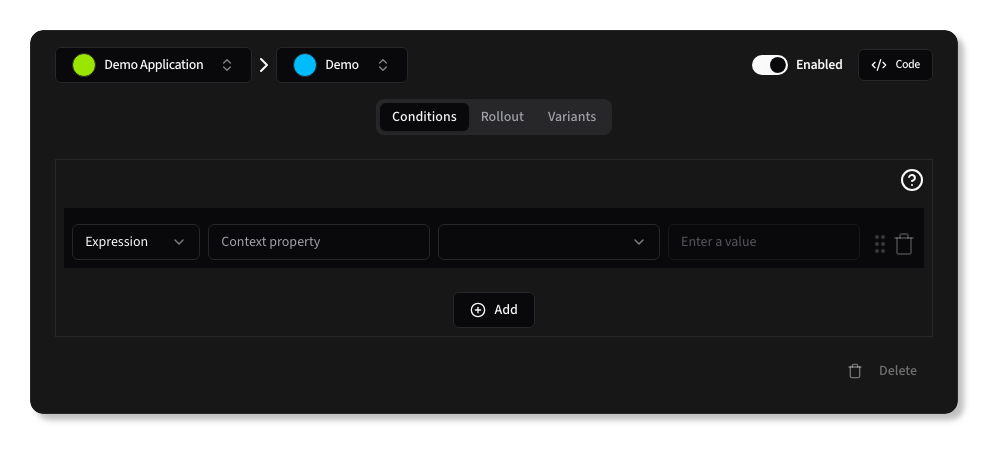 Demo Application
Demo
Enabled
Code
Conditions Rollout Variants
Expression Context property Enter a value
Add
Delete